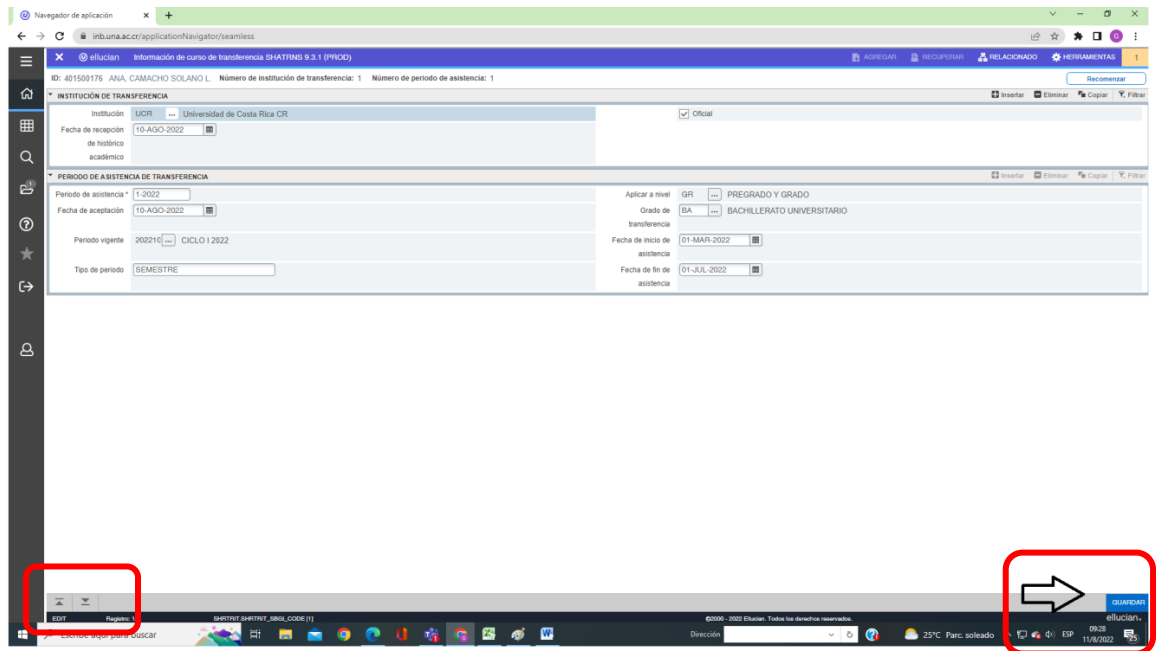 Navegador de aplicación
inb.una.ac.cr/applicationNavigator/seamless
ellucian Información de curso de transferencia SHATRNS 9.3.1 (PROD) AGREGAR RECUPERAR RELACIONADO HERRAMIENTAS 1
ID: 401500176 ANA, CAMACHO SOLANO L. Número de institución de transferencia: 1 Número de periodo de asistencia: 1 Recomenzar
INSTITUCIÓN DE TRANSFERENCIA Insertar Eliminar Copiar Filtrar
Institución UCR ... Universidad de Costa Rica CR Oficial
Fecha de recepción de histórico académico 10-AGO-2022
PERIODO DE ASISTENCIA DE TRANSFERENCIA Insertar Eliminar Copiar Filtrar
Periodo de asistencia * 1-2022 Aplicar a nivel GR ... PREGRADO Y GRADO
Fecha de aceptación 10-AGO-2022 Grado de transferencia BA ... BACHILLERATO UNIVERSITARIO
Periodo vigente 202210 ... CICLO I 2022 Fecha de inicio de asistencia 01-MAR-2022
Tipo de periodo SEMESTRE Fecha de fin de asistencia 01-JUL-2022
GUARDAR
EDIT Registro: 1 SHRTRIT.SHRTRIT_SBGI_CODE [1] ©2000 - 2022 Ellucian. Todos los derechos reservados. ellucian
Escribe aquí para buscar Dirección 25°C Parc. soleado ESP 09:28
11/8/2022 25